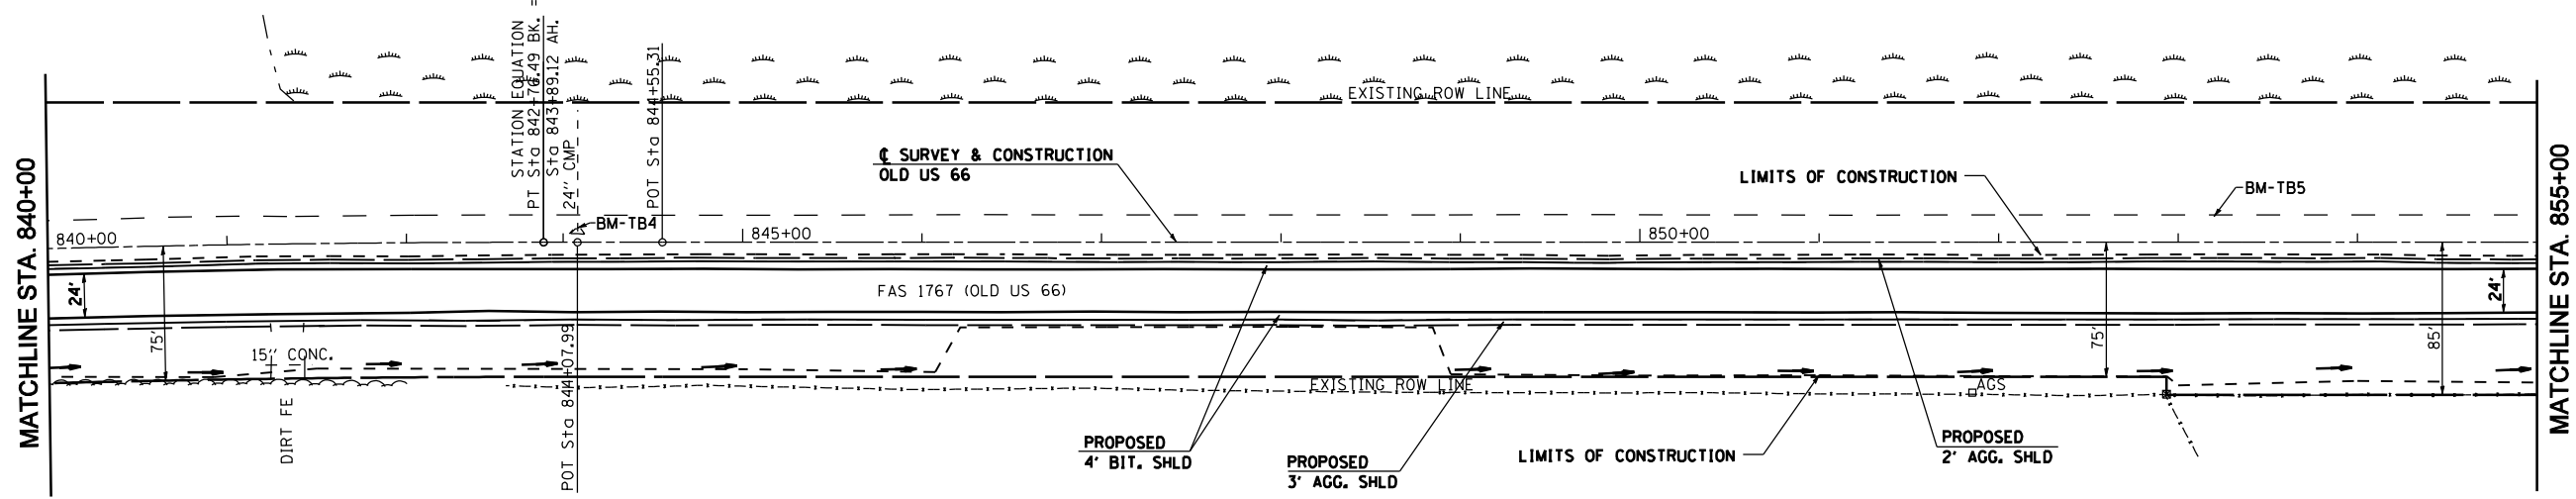 MATCHLINE STA. 840+00
STATION EQUATION
PT Sta 842+76.49 BK. =
Sta 843+89.12 AH.
24'' CMP
POT Sta 844+55.31
EXISTING ROW LINE
MATCHLINE STA. 855+00
℄ SURVEY & CONSTRUCTION
OLD US 66
LIMITS OF CONSTRUCTION
BM-TB5
BM-TB4
840+00
845+00
850+00
24'
FAS 1767 (OLD US 66)
24'
75'
15'' CONC.
75'
85'
EXISTING ROW LINE
AGS
DIRT FE
POT Sta 844+07.99
PROPOSED
4' BIT. SHLD
PROPOSED
3' AGG. SHLD
LIMITS OF CONSTRUCTION
PROPOSED
2' AGG. SHLD